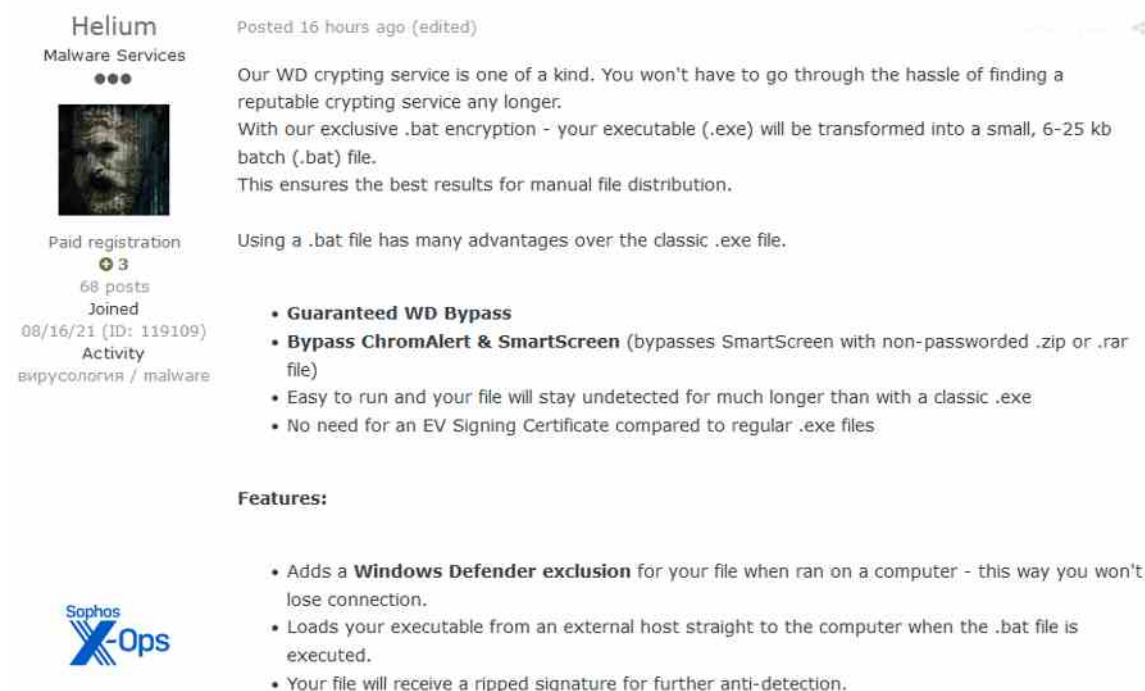 Helium
Malware Services
Posted 16 hours ago (edited)
Our WD crypting service is one of a kind. You won't have to go through the hassle of finding a
reputable crypting service any longer.
With our exclusive .bat encryption - your executable (.exe) will be transformed into a small, 6-25 kb
batch (.bat) file.
This ensures the best results for manual file distribution.
Paid registration
3
68 posts
Joined
08/16/21 (ID: 119109)
Activity
вирусология / malware
Using a .bat file has many advantages over the classic .exe file.
• Guaranteed WD Bypass
• Bypass ChromAlert & SmartScreen (bypasses SmartScreen with non-passworded .zip or .rar
file)
• Easy to run and your file will stay undetected for much longer than with a classic .exe
• No need for an EV Signing Certificate compared to regular .exe files
Features:
• Adds a Windows Defender exclusion for your file when ran on a computer - this way you won't
lose connection.
• Loads your executable from an external host straight to the computer when the .bat file is
executed.
• Your file will receive a ripped signature for further anti-detection.
Sophos
X-Ops